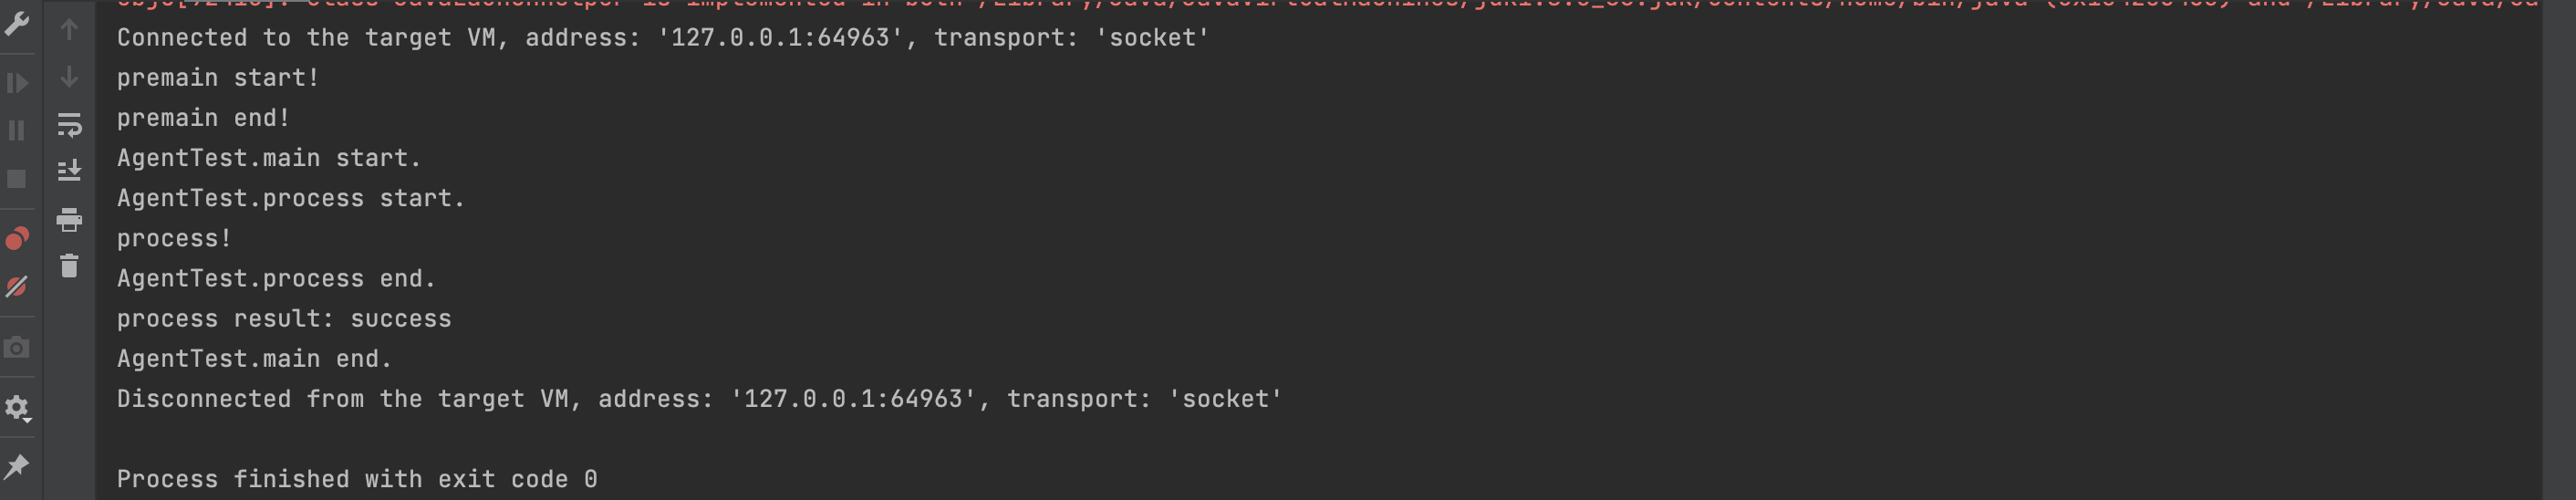 Connected to the target VM, address: '127.0.0.1:64963', transport: 'socket'
premain start!
premain end!
AgentTest.main start.
AgentTest.process start.
process!
AgentTest.process end.
process result: success
AgentTest.main end.
Disconnected from the target VM, address: '127.0.0.1:64963', transport: 'socket'
Process finished with exit code 0